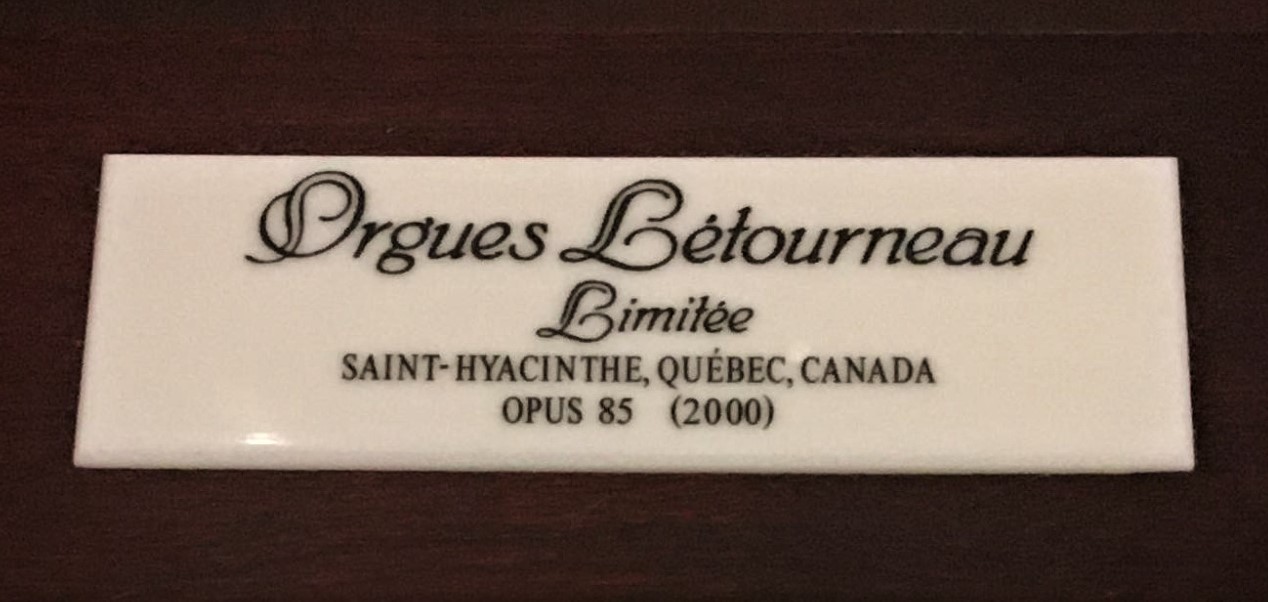 Orgues Létourneau
Limitée
SAINT-HYACINTHE, QUÉBEC, CANADA
OPUS 85 (2000)